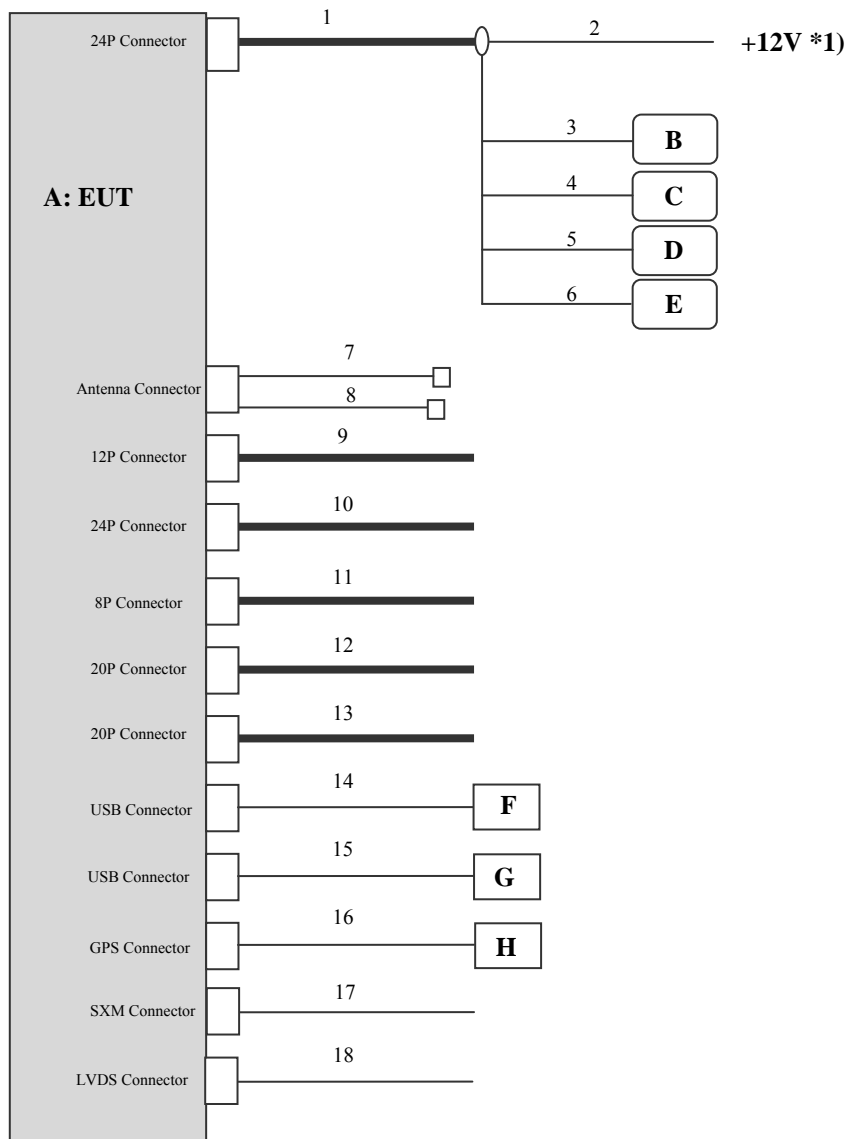 1
24P Connector
2
+12V *1)
3
B
A: EUT
4
C
5
D
6
E
7
Antenna Connector
8
9
12P Connector
10
24P Connector
11
8P Connector
12
20P Connector
13
20P Connector
14
USB Connector
F
15
USB Connector
G
16
GPS Connector
H
17
SXM Connector
18
LVDS Connector